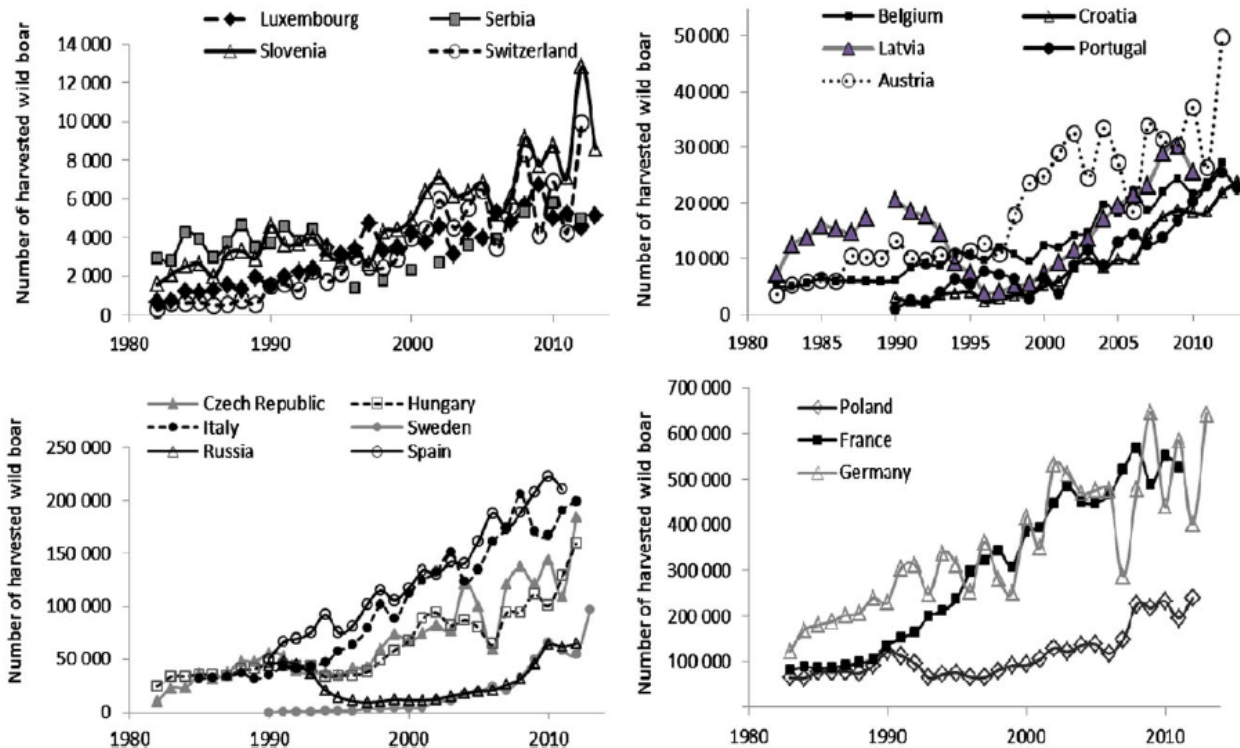 Luxembourg Serbia
Slovenia Switzerland
Number of harvested wild boar
14 000
12 000
10 000
8 000
6 000
4 000
2 000
0
1980 1990 2000 2010
Belgium Croatia
Latvia Portugal
Austria
Number of harvested wild boar
50 000
40 000
30 000
20 000
10 000
0
1980 1985 1990 1995 2000 2005 2010
Czech Republic Hungary
Italy Sweden
Russia Spain
Number of harvested wild boar
250 000
200 000
150 000
100 000
50 000
0
1980 1990 2000 2010
Poland
France
Germany
Number of harvested wild boar
700 000
600 000
500 000
400 000
300 000
200 000
100 000
1980 1990 2000 2010